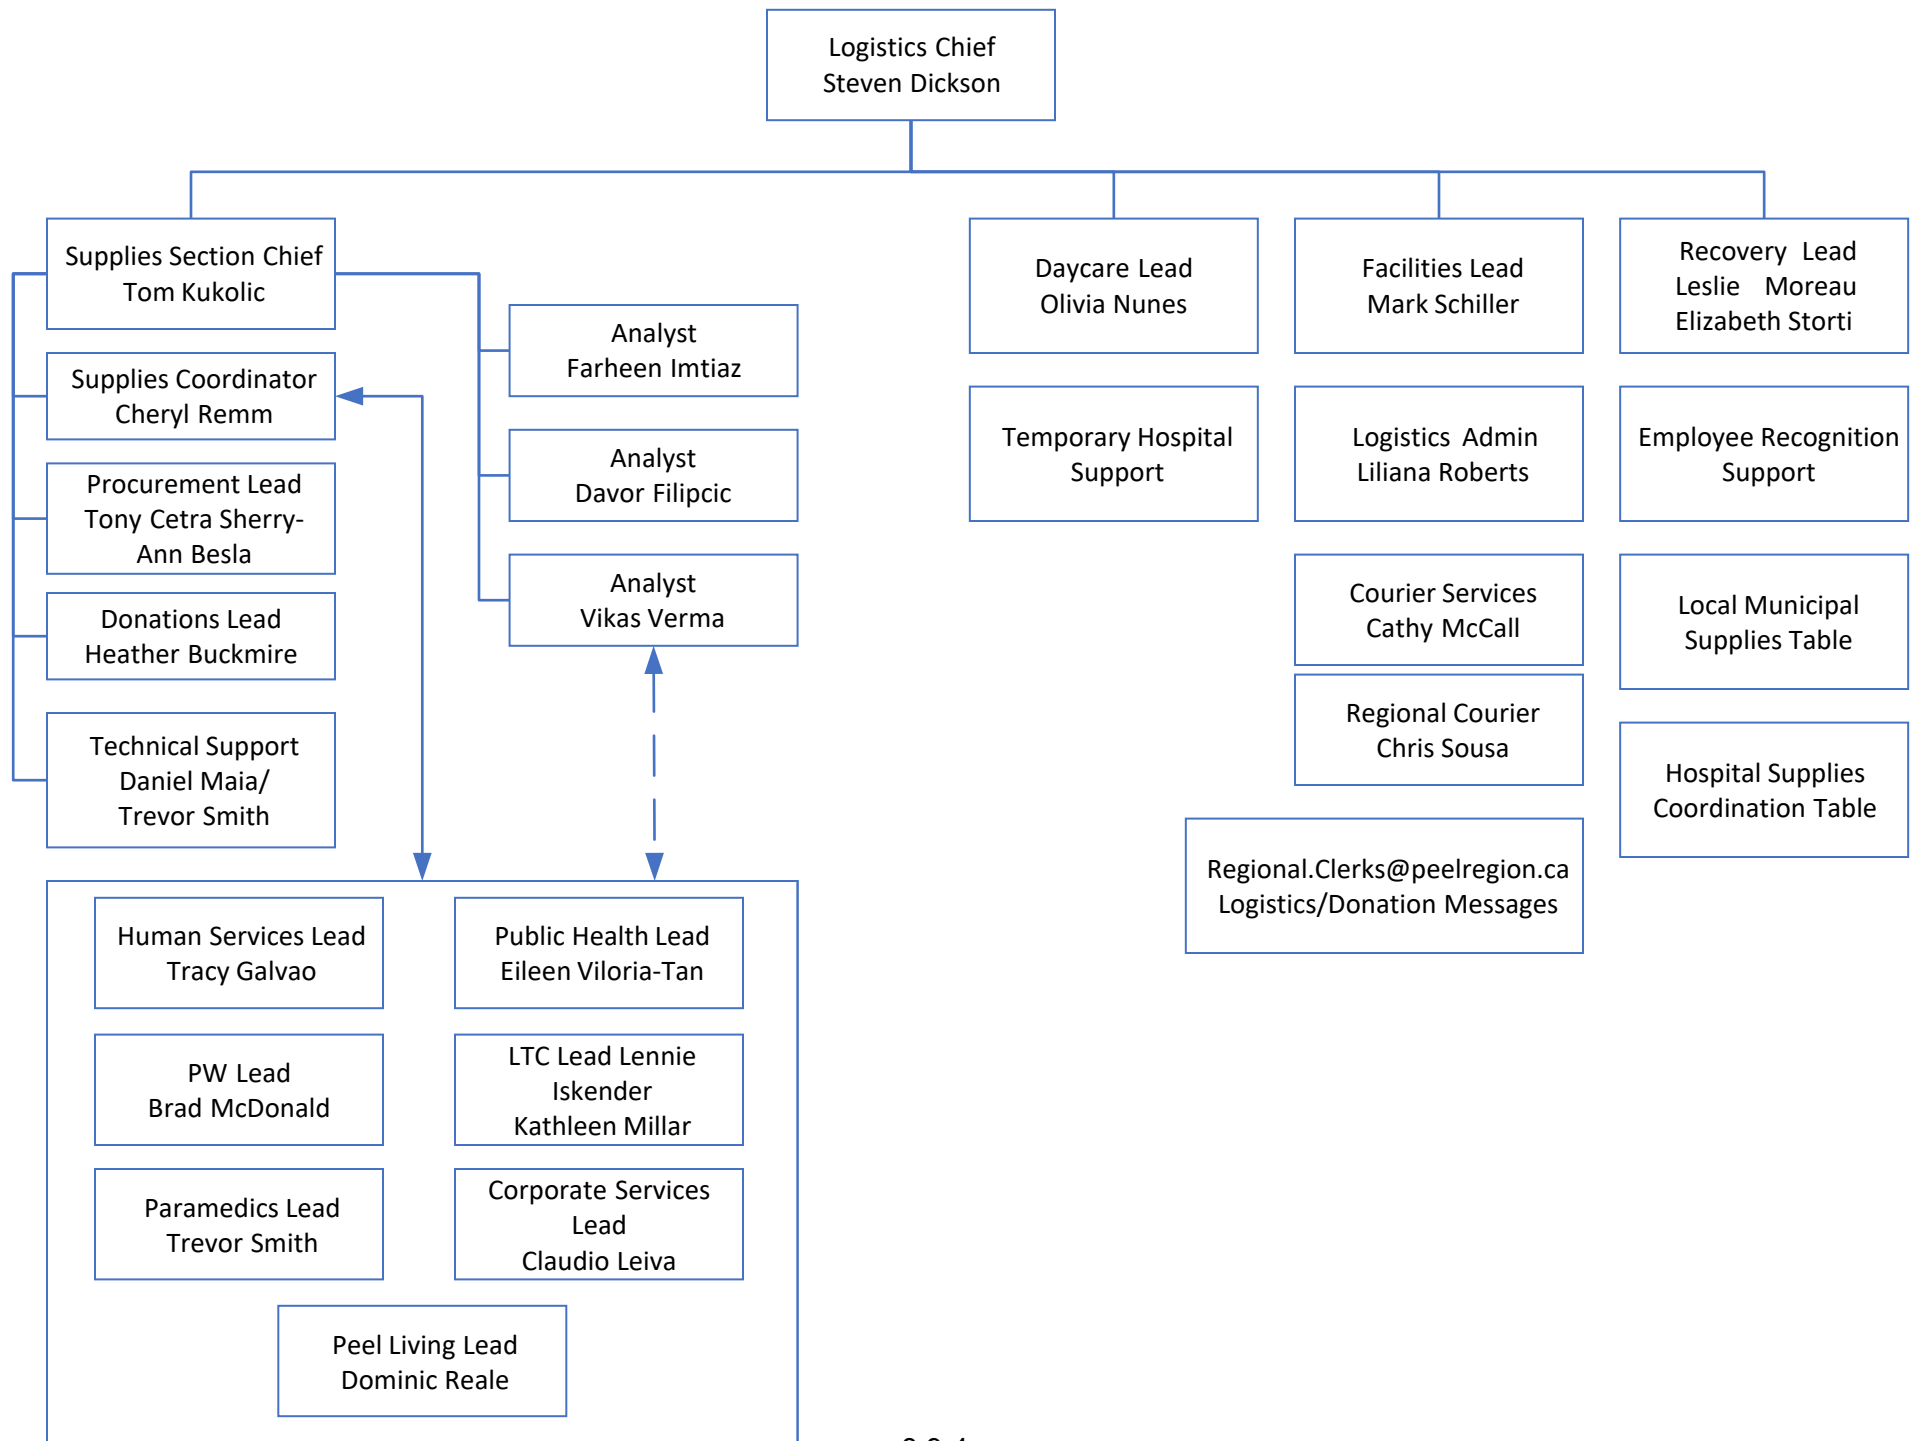 Logistics Chief
Steven Dickson
Supplies Section Chief
Tom Kukolic
Supplies Coordinator
Cheryl Remm
Procurement Lead
Tony Cetra Sherry-
Ann Besla
Donations Lead
Heather Buckmire
Technical Support
Daniel Maia/
Trevor Smith
Analyst
Farheen Imtiaz
Analyst
Davor Filipcic
Analyst
Vikas Verma
Daycare Lead
Olivia Nunes
Temporary Hospital
Support
Facilities Lead
Mark Schiller
Logistics Admin
Liliana Roberts
Courier Services
Cathy McCall
Regional Courier
Chris Sousa
Regional.Clerks@peelregion.ca
Logistics/Donation Messages
Recovery Lead
Leslie Moreau
Elizabeth Storti
Employee Recognition
Support
Local Municipal
Supplies Table
Hospital Supplies
Coordination Table
Human Services Lead
Tracy Galvao
Public Health Lead
Eileen Viloria-Tan
PW Lead
Brad McDonald
LTC Lead Lennie
Iskender
Kathleen Millar
Paramedics Lead
Trevor Smith
Corporate Services
Lead
Claudio Leiva
Peel Living Lead
Dominic Reale